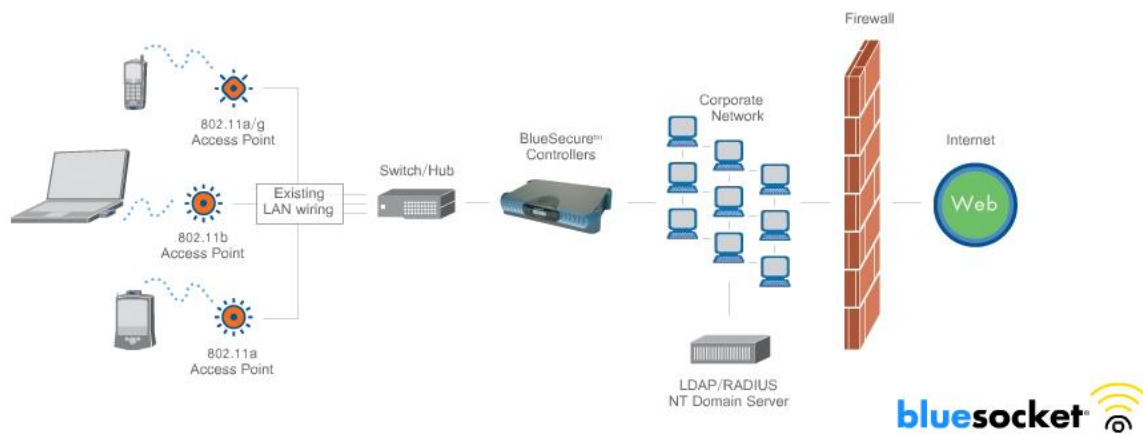 Firewall
802.11a/g
Access Point
Corporate
Network
BlueSecure™
Controllers
Internet
Switch/Hub
Existing
LAN wiring
802.11b
Access Point
Web
802.11a
Access Point
LDAP/RADIUS
NT Domain Server
bluesocket